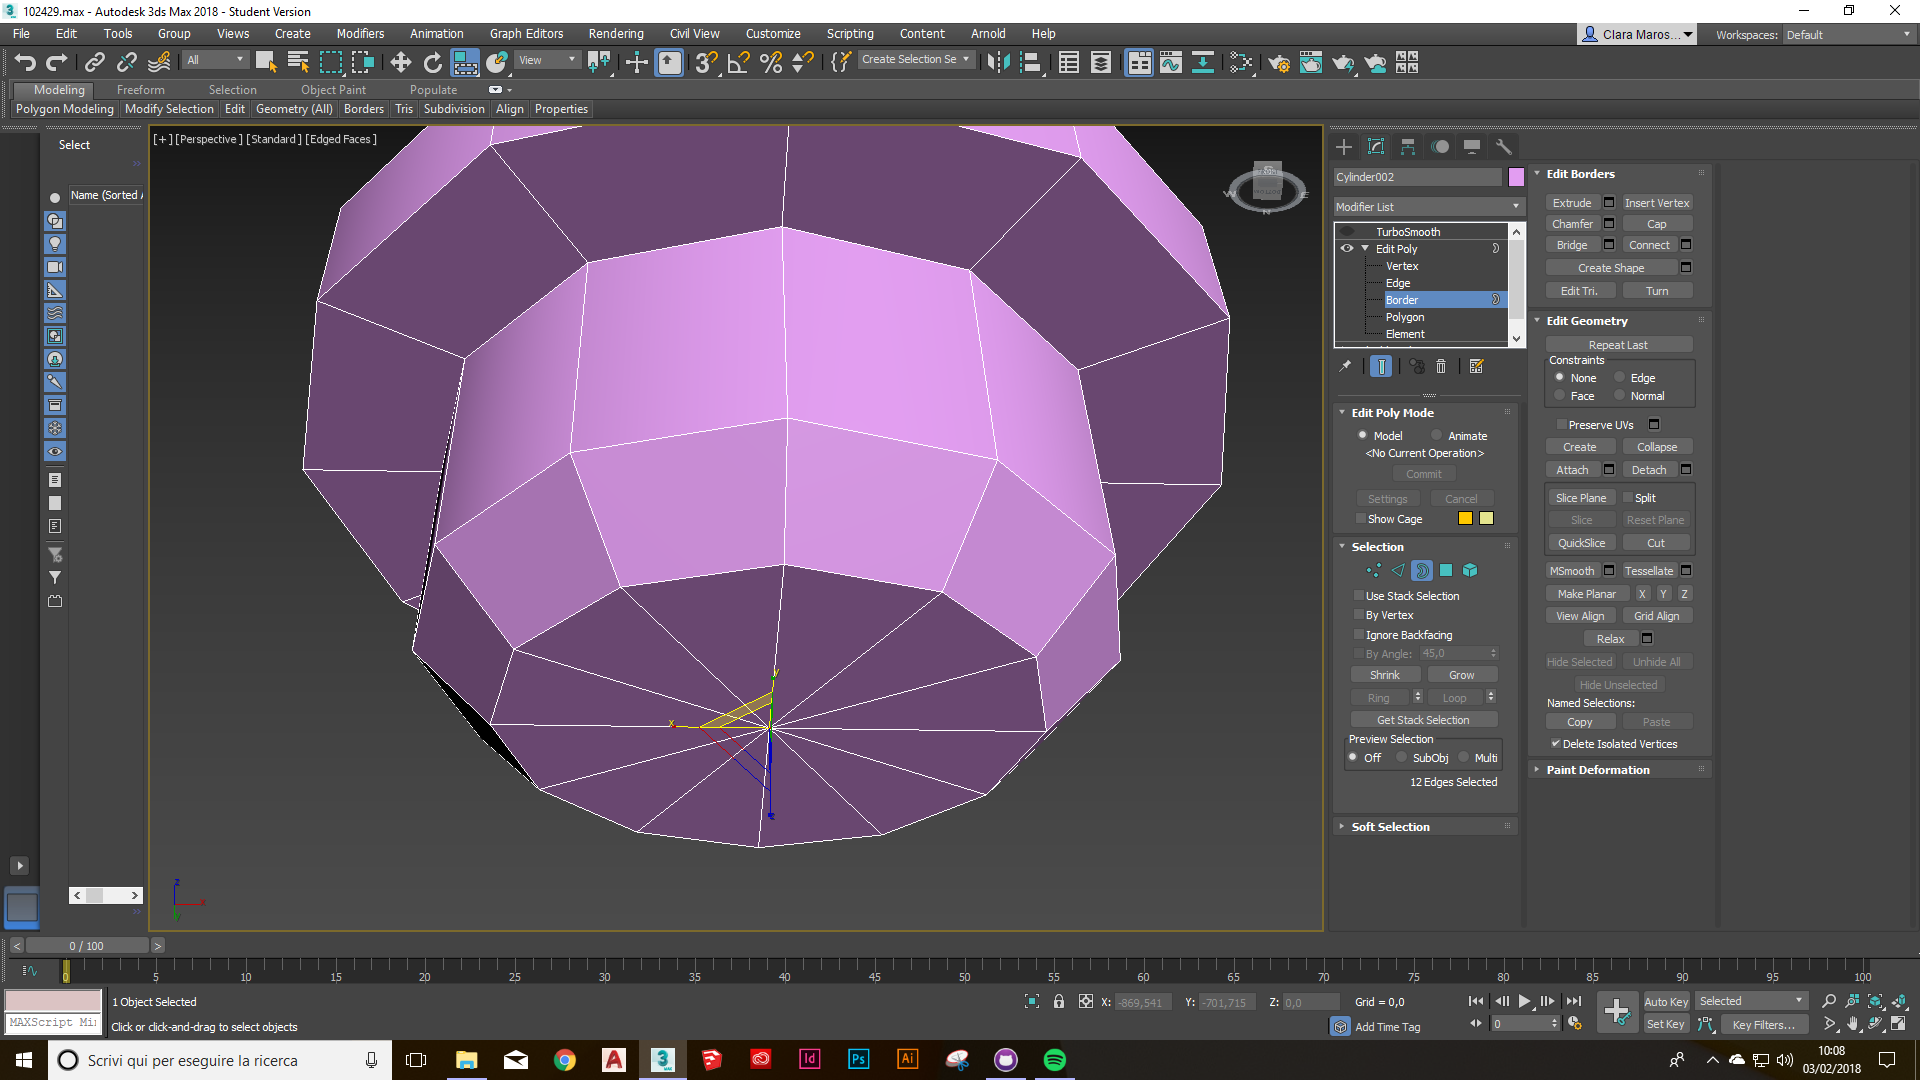 102429.max - Autodesk 3ds Max 2018 - Student Version
File Edit Tools Group Views Create Modifiers Animation Graph Editors Rendering Civil View Customize Scripting Content Arnold Help
Clara Maros...
Workspaces: Default
All
View
Create Selection Se
Modeling Freeform Selection Object Paint Populate
Polygon Modeling Modify Selection Edit Geometry (All) Borders Tris Subdivision Align Properties
Select
Name (Sorted A
[+] [Perspective] [Standard] [Edged Faces]
W E N
x y z
z x y
Cylinder002
Modifier List
TurboSmooth
Edit Poly
Vertex
Edge
Border
Polygon
Element
Edit Poly Mode
Model Animate
<No Current Operation>
Commit
Settings Cancel
Show Cage
Selection
Use Stack Selection
By Vertex
Ignore Backfacing
By Angle: 45,0
Shrink Grow
Ring Loop
Get Stack Selection
Preview Selection
Off SubObj Multi
12 Edges Selected
Soft Selection
Edit Borders
Extrude Insert Vertex
Chamfer Cap
Bridge Connect
Create Shape
Edit Tri. Turn
Edit Geometry
Repeat Last
Constraints
None Edge
Face Normal
Preserve UVs
Create Collapse
Attach Detach
Slice Plane Split
Slice Reset Plane
QuickSlice Cut
MSmooth Tessellate
Make Planar X Y Z
View Align Grid Align
Relax
Hide Selected Unhide All
Hide Unselected
Named Selections:
Copy Paste
Delete Isolated Vertices
Paint Deformation
< 0 / 100 >
0 5 10 15 20 25 30 35 40 45 50 55 60 65 70 75 80 85 90 95 100
1 Object Selected
MAXScript Mi
Click or click-and-drag to select objects
X: -869,541 Y: -701,715 Z: 0,0 Grid = 0,0
Add Time Tag
0
Auto Key Selected
Set Key Key Filters...
Scrivi qui per eseguire la ricerca
10:08
03/02/2018